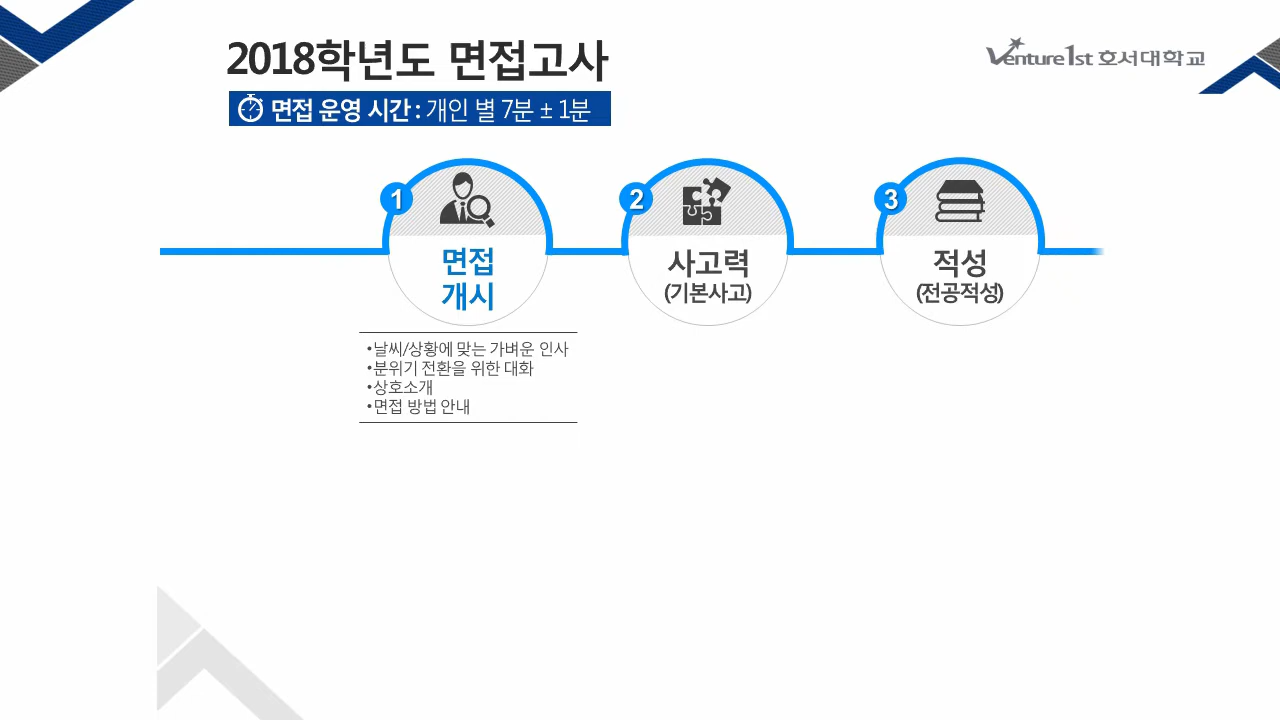 2018학년도 면접고사
Venture1st 호서대학교
면접 운영 시간 : 개인 별 7분 ± 1분
1
2
3
면접
개시
사고력
(기본사고)
적성
(전공적성)
•날씨/상황에 맞는 가벼운 인사
•분위기 전환을 위한 대화
•상호소개
•면접 방법 안내